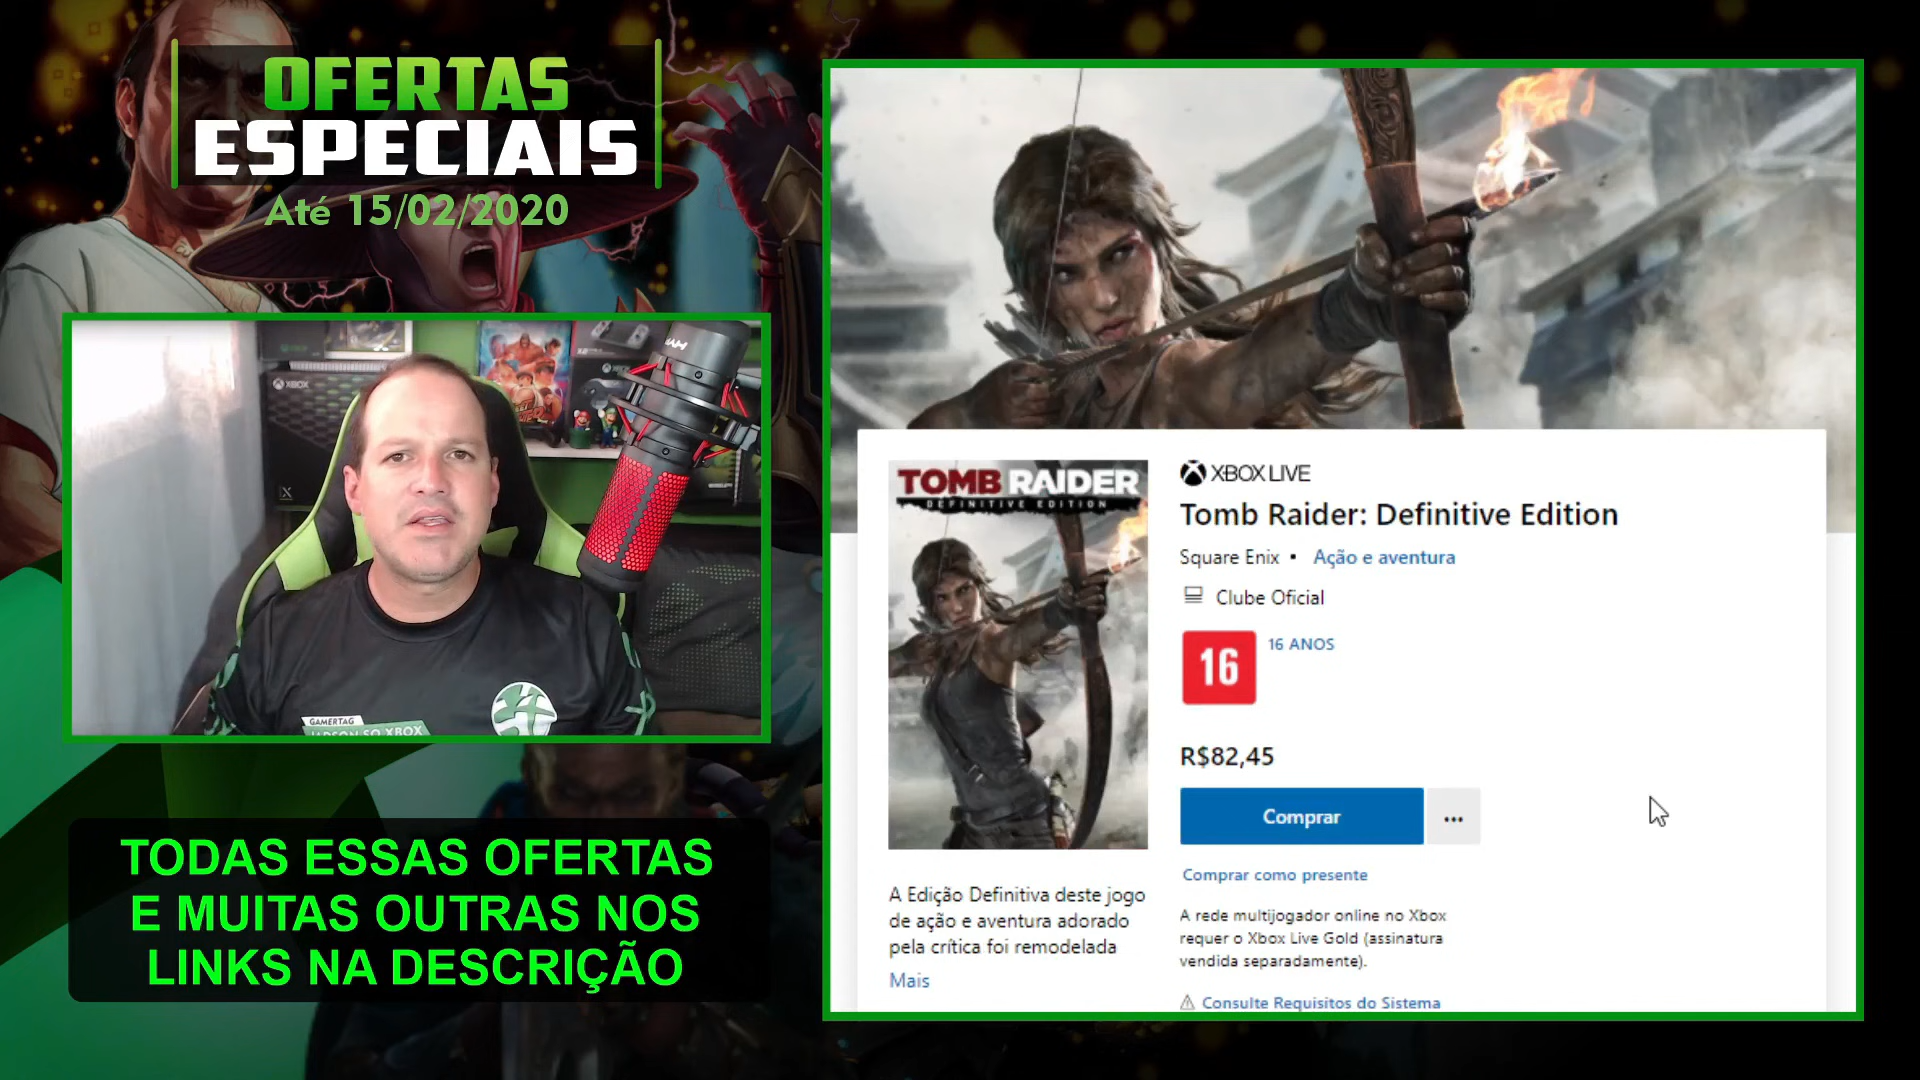 OFERTAS
ESPECIAIS
Até 15/02/2020
XBOX
X
GAMERTAG
TODAS ESSAS OFERTAS
E MUITAS OUTRAS NOS
LINKS NA DESCRIÇÃO
TOMB RAIDER
DEFINITIVE EDITION
A Edição Definitiva deste jogo
de ação e aventura adorado
pela crítica foi remodelada
Mais
XBOX LIVE
Tomb Raider: Definitive Edition
Square Enix • Ação e aventura
Clube Oficial
16
16 ANOS
R$82,45
Comprar
...
Comprar como presente
A rede multijogador online no Xbox
requer o Xbox Live Gold (assinatura
vendida separadamente).
Consulte Requisitos do Sistema